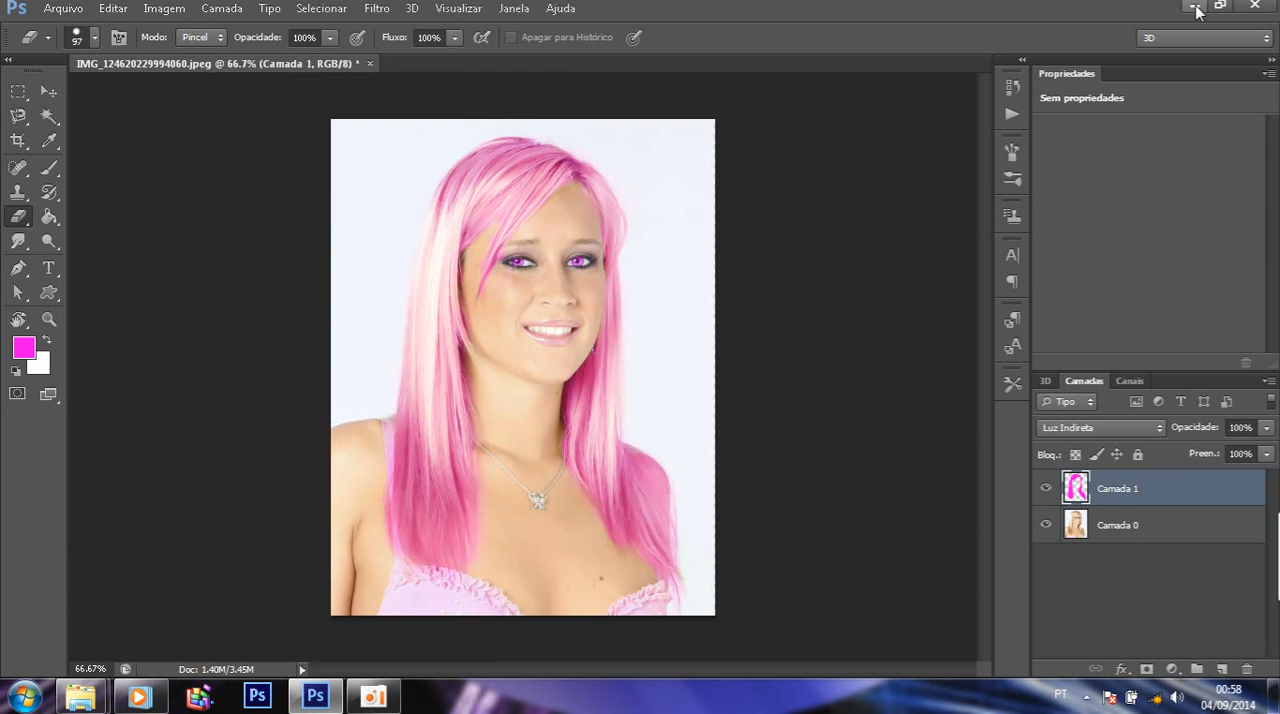 Ps Arquivo Editar Imagem Camada Tipo Selecionar Filtro 3D Visualizar Janela Ajuda
97 Modo: Pincel Opacidade: 100% Fluxo: 100% Apagar para Histórico 3D
IMG_124620229994060.jpeg @ 66.7% (Camada 1, RGB/8) *
Propriedades
Sem propriedades
3D Camadas Canais
Tipo
Luz Indireta Opacidade: 100%
Bloq.: Preen.: 100%
Camada 1
Camada 0
66.67% Doc: 1.40M/3.45M
Ps Ps PT 00:58
04/09/2014